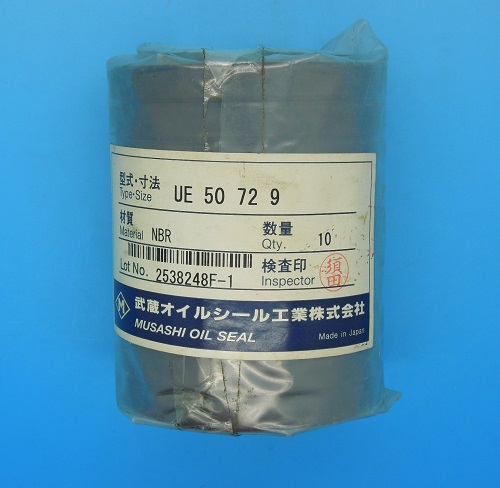 型式・寸法
Type・Size UE 50 72 9
材質 数量
Material NBR Qty. 10
検査印 須田
Lot No. 2538248F-1 Inspector
M 武蔵オイルシール工業株式会社
MUSASHI OIL SEAL Made in Japan